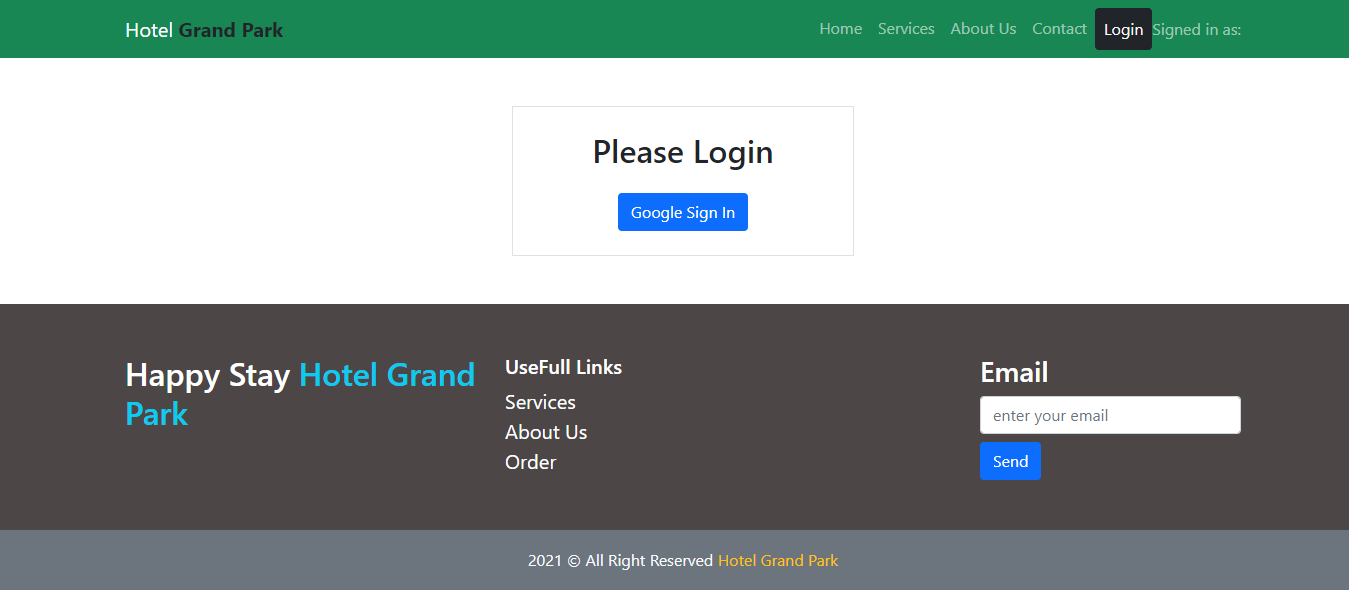 Hotel Grand Park
Home Services About Us Contact Login Signed in as:
Please Login
Google Sign In
Happy Stay Hotel Grand
Park
UseFull Links
Services
About Us
Order
Email
enter your email
Send
2021 © All Right Reserved Hotel Grand Park